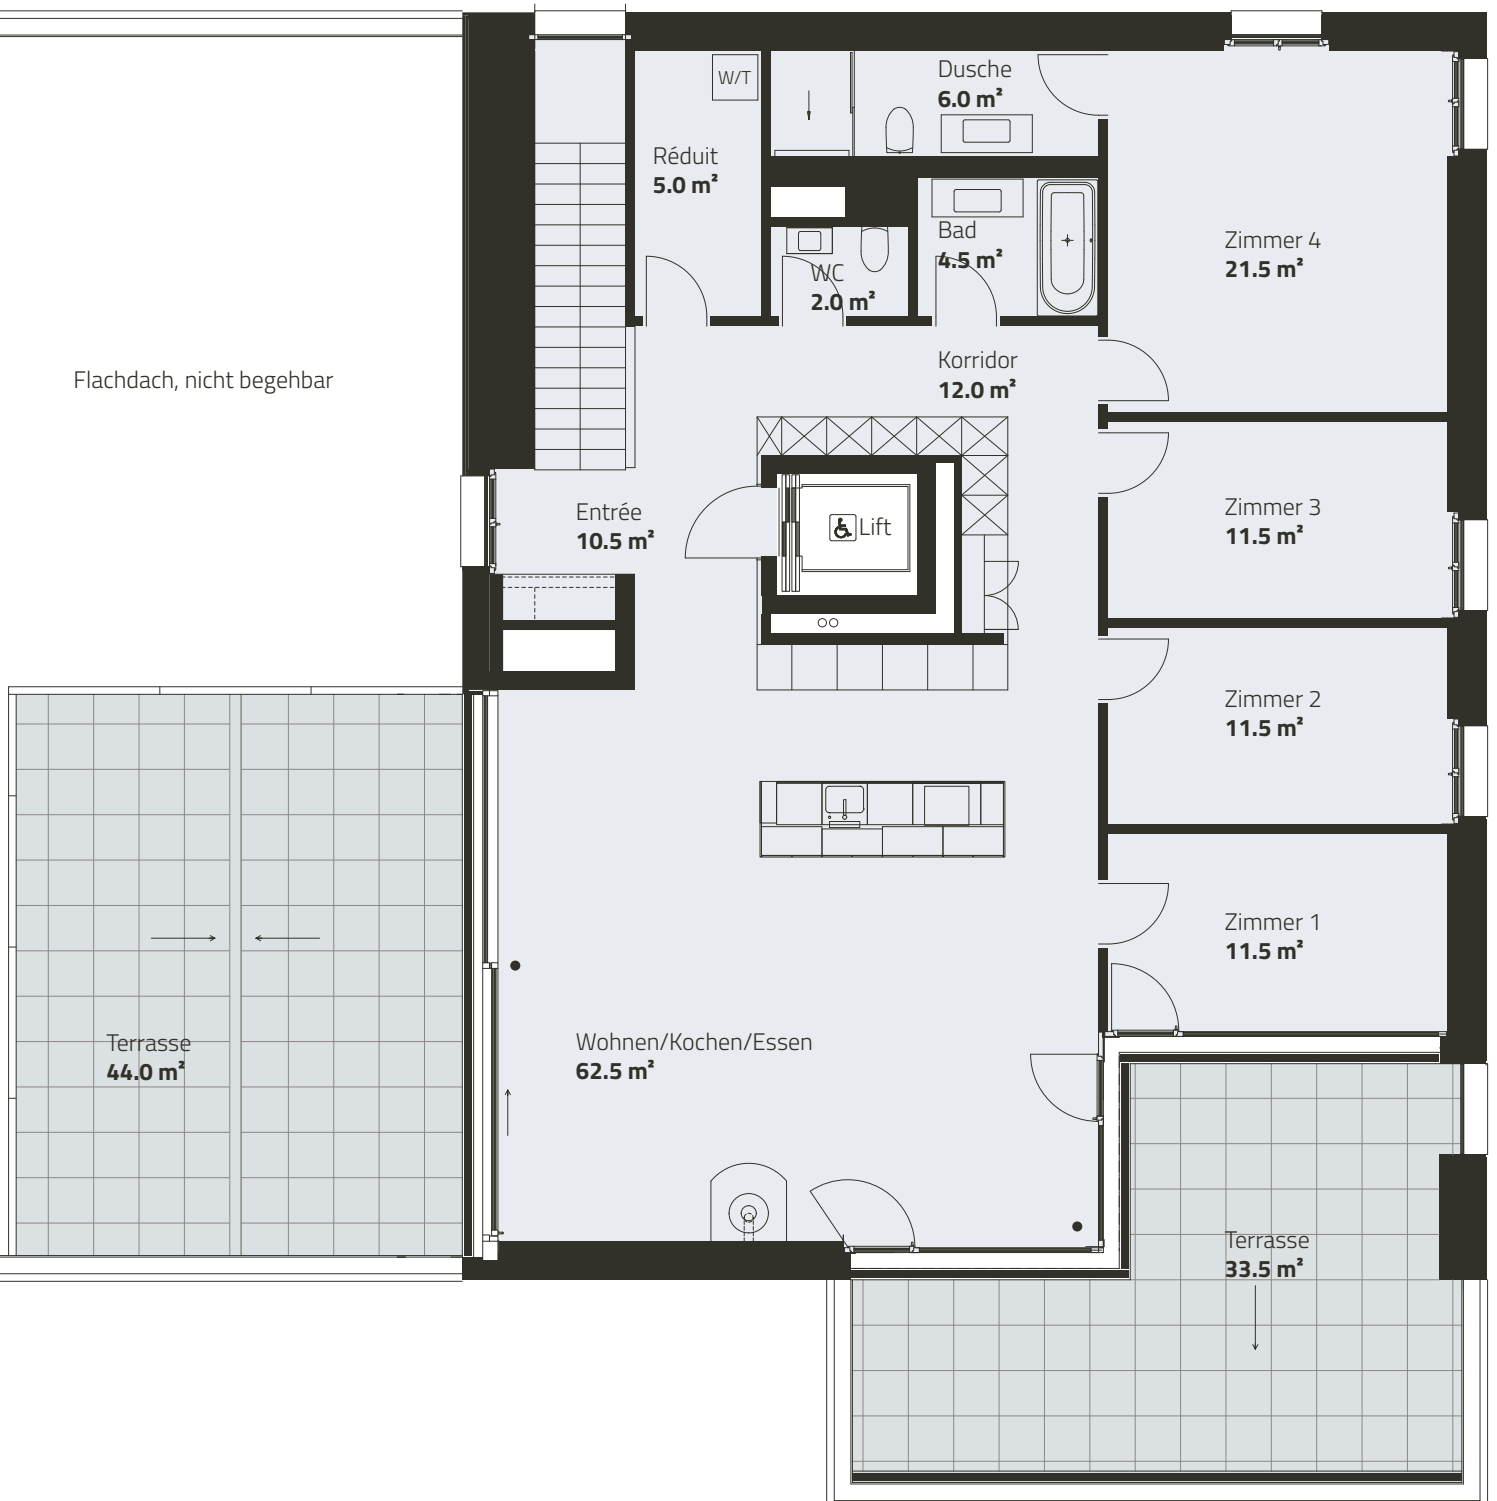 W/T
Dusche
6.0 m²
Réduit
5.0 m²
Bad
4.5 m²
WC
2.0 m²
Zimmer 4
21.5 m²
Flachdach, nicht begehbar
Korridor
12.0 m²
Entrée
10.5 m²
Lift
Zimmer 3
11.5 m²
Zimmer 2
11.5 m²
Zimmer 1
11.5 m²
Terrasse
44.0 m²
Wohnen/Kochen/Essen
62.5 m²
Terrasse
33.5 m²